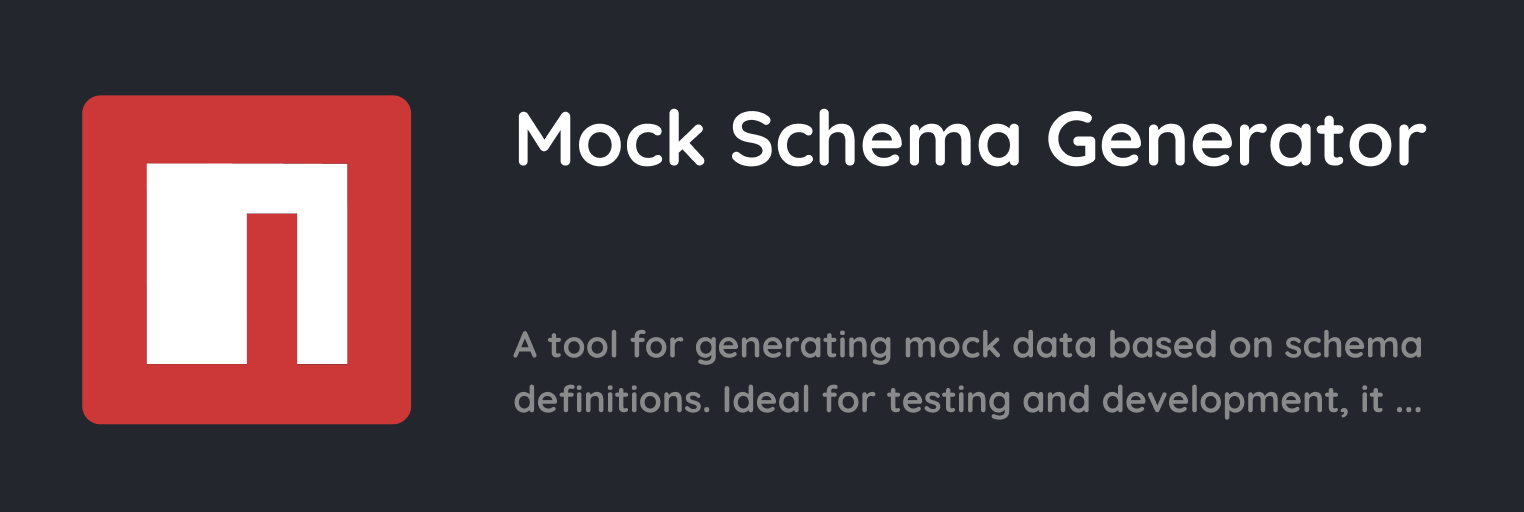 Mock Schema Generator
A tool for generating mock data based on schema
definitions. Ideal for testing and development, it ...